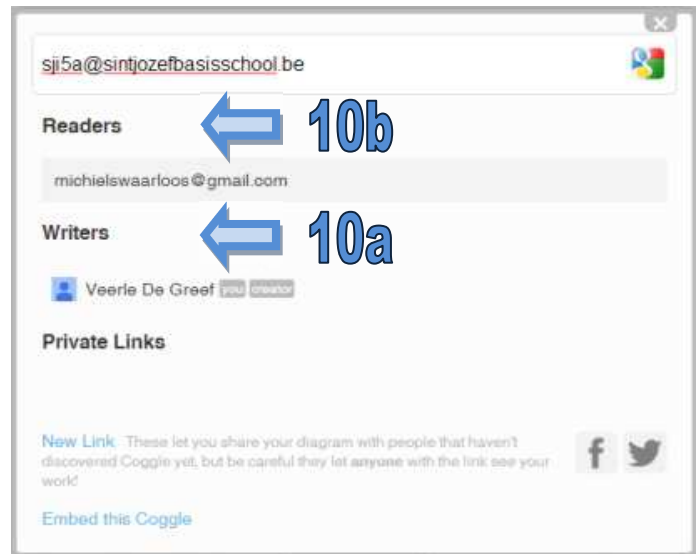 sji5a@sintjozefbasisschool.be
Readers
10b
michielswaarloos@gmail.com
Writers
10a
Veerle De Greef you creator
Private Links
New Link These let you share your diagram with people that haven't
discovered Coggle yet, but be careful they let anyone with the link see your
work!
Embed this Coggle